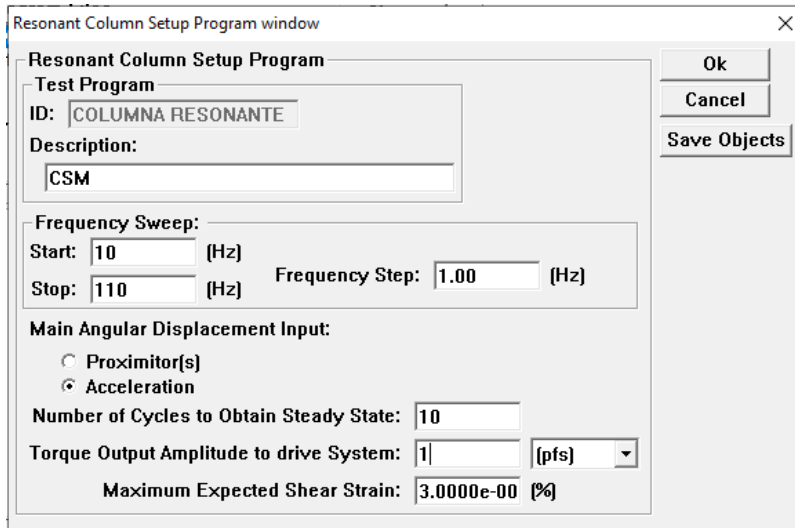 Resonant Column Setup Program window
Resonant Column Setup Program
Test Program
ID: COLUMNA RESONANTE
Description:
CSM
Frequency Sweep:
Start: 10 (Hz)
Stop: 110 (Hz)
Frequency Step: 1.00 (Hz)
Main Angular Displacement Input:
Proximitor(s)
Acceleration
Number of Cycles to Obtain Steady State: 10
Torque Output Amplitude to drive System: 1 (pfs)
Maximum Expected Shear Strain: 3.0000e-00 (%)
Ok
Cancel
Save Objects